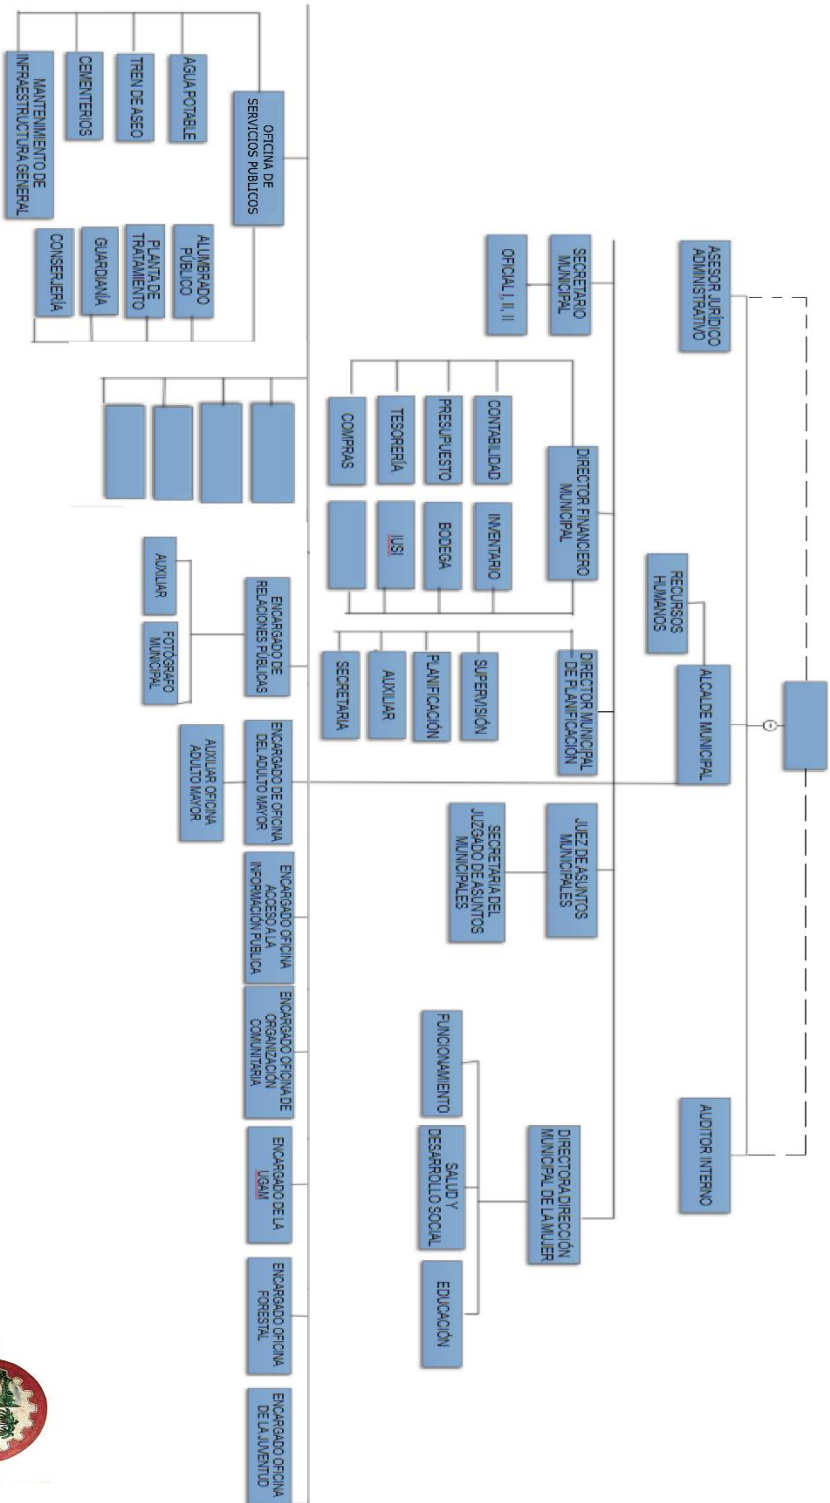 ASESOR JURÍDICO
ADMINISTRATIVO
ALCALDE MUNICIPAL
AUDITOR INTERNO
RECURSOS
HUMANOS
SECRETARIO
MUNICIPAL
OFICIAL I, II, II
DIRECTOR FINANCIERO
MUNICIPAL
CONTABILIDAD
PRESUPUESTO
TESORERÍA
COMPRAS
INVENTARIO
BODEGA
IUSI
DIRECTOR MUNICIPAL
DE PLANIFICACIÓN
SUPERVISIÓN
PLANIFICACIÓN
AUXILIAR
SECRETARIA
JUEZ DE ASUNTOS
MUNICIPALES
SECRETARIA DEL
JUZGADO DE ASUNTOS
MUNICIPALES
DIRECTORA DIRECCIÓN
MUNICIPAL DE LA MUJER
FUNCIONAMIENTO
SALUD Y
DESARROLLO SOCIAL
EDUCACIÓN
OFICINA DE
SERVICIOS PUBLICOS
AGUA POTABLE
TREN DE ASEO
CEMENTERIOS
MANTENIMIENTO DE
INFRAESTRUCTURA GENERAL
ALUMBRADO
PÚBLICO
PLANTA DE
TRATAMIENTO
GUARDIANÍA
CONSERJERÍA
ENCARGADO DE
RELACIONES PÚBLICAS
AUXILIAR
FOTÓGRAFO
MUNICIPAL
ENCARGADO DE OFICINA
DEL ADULTO MAYOR
AUXILIAR OFICINA
ADULTO MAYOR
ENCARGADO OFICINA
ACCESO A LA
INFORMACIÓN PUBLICA
ENCARGADO OFICINA DE
ORGANIZACIÓN
COMUNITARIA
ENCARGADO DE LA
UGAM
ENCARGADO OFICINA
FORESTAL
ENCARGADO OFICINA
DE LA JUVENTUD